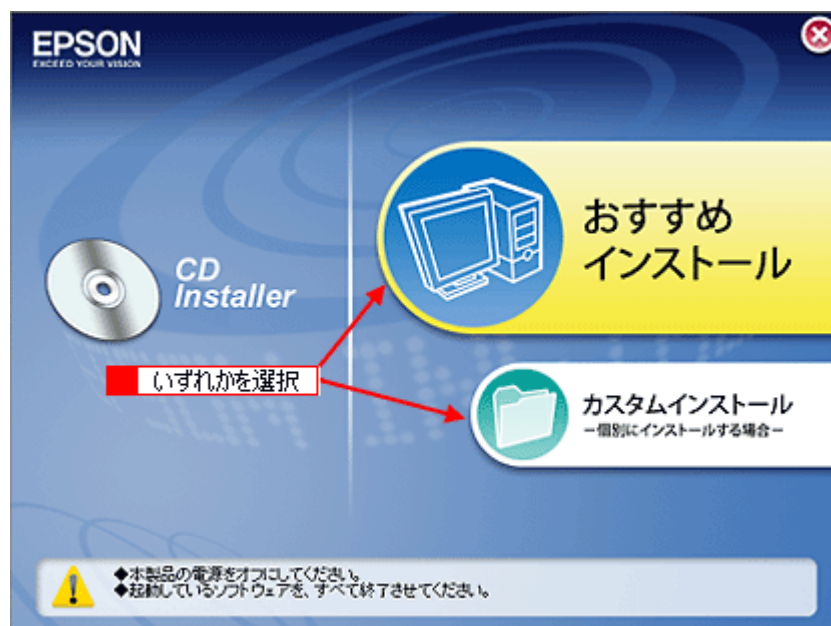 EPSON
EXCEED YOUR VISION
おすすめ
インストール
CD
Installer
いずれかを選択
カスタムインストール
－個別にインストールする場合－
◆本製品の電源をオフにしてください。
◆起動しているソフトウェアを、すべて終了させてください。